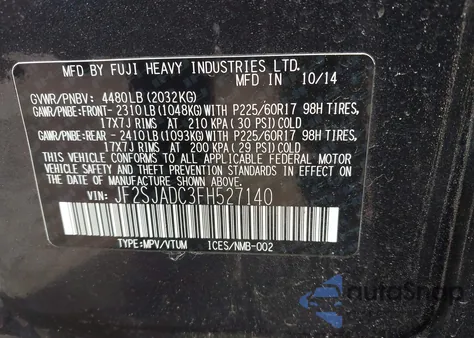 MFD BY FUJI HEAVY INDUSTRIES LTD.
10/14
GVWR/PNBV: 4480LB (2032KG)
GAWR/PNBE: FRONT- 2310LB (1048KG) WITH P225/60R17 98H TIRES,
17X7J RIMS AT 210 KPA (30 PSI) COLD
GAWR/PNBE: REAR - 2410LB (1093KG) WITH P225/60R17 98H TIRES,
17X7J RIMS AT 200 KPA (29 PSI) COLD
THIS VEHICLE CONFORMS TO ALL APPLICABLE FEDERAL MOTOR
VEHICLE SAFETY, BUMPER, AND THEFT PREVENTION
STANDARDS IN EFFECT ON THE DATE OF MANUFACTURE SHOWN ABOVE.
VIN: JF2SJADC3FH527140
TYPE:MPV/VTUM ICES/NMB-002
autoSnap